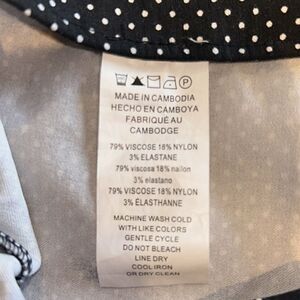 MADE IN CAMBODIA
HECHO EN CAMBOYA
FABRIQUÉ AU
CAMBODGE
79% VISCOSE 18% NYLON
3% ELASTANE
79% viscosa 18% nailon
3% elastano
79% VISCOSE 18% NYLON
3% ÉLASTHANNE
MACHINE WASH COLD
WITH LIKE COLORS
GENTLE CYCLE
DO NOT BLEACH
LINE DRY
COOL IRON
OR DRY CLEAN